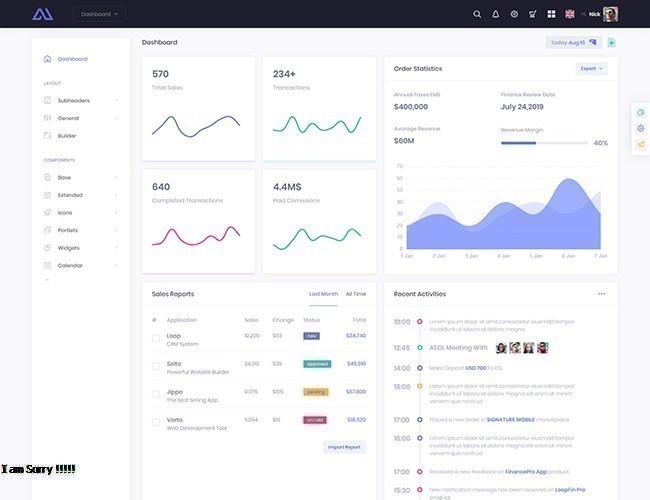 Dashboard
Hi, Nick
Dashboard
Today Aug 16
Dashboard
LAYOUT
Subheaders
General
Builder
COMPONENTS
Base
Extended
Icons
Portlets
Widgets
Calendar
570
Total Sales
234+
Transactions
640
Completed Transactions
4.4M$
Paid Comissions
Order Statistics
Export
Annual Taxes EMS
Finance Review Date
$400,000
July 24,2019
Avarage Revenue
Revenue Margin
$60M
40%
70
60
50
40
30
20
10
0
1 Jan 2 Jan 3 Jan 4 Jan 5 Jan 6 Jan 7 Jan
Sales Reports
Last Month All Time
# Application Sales Change Status Total
Loop 19,200 $63 new $34,740
CRM System
Selto 24,310 $39 approved $46,010
Powerful Website Builder
Jippo 9,076 $105 pending $67,800
The Best Selling App
Verto 11,094 $16 on hold $18,520
Web Development Tool
Import Report
Recent Activities
10:00 Lorem ipsum dolor sit amit,consectetur eiusmdd tempor
incididunt ut labore et dolore magna
12:45 AEOL Meeting With
14:00 Make Deposit USD 700 To ESL
16:00 Lorem ipsum dolor sit amit,consectetur eiusmdd tempor
incididunt ut labore et dolore magna elit enim at minim
veniam quis nostrud
17:00 Placed a new order in SIGNATURE MOBILE marketplace.
16:00 Lorem ipsum dolor sit amit,consectetur eiusmdd tempor
incididunt ut labore et dolore magna elit enim at minim
veniam quis nostrud
17:00 Received a new feedback on FinancePro App product.
15:30 New notification message has been received on LoopFin Pro
product
I am Sorry !!!!!